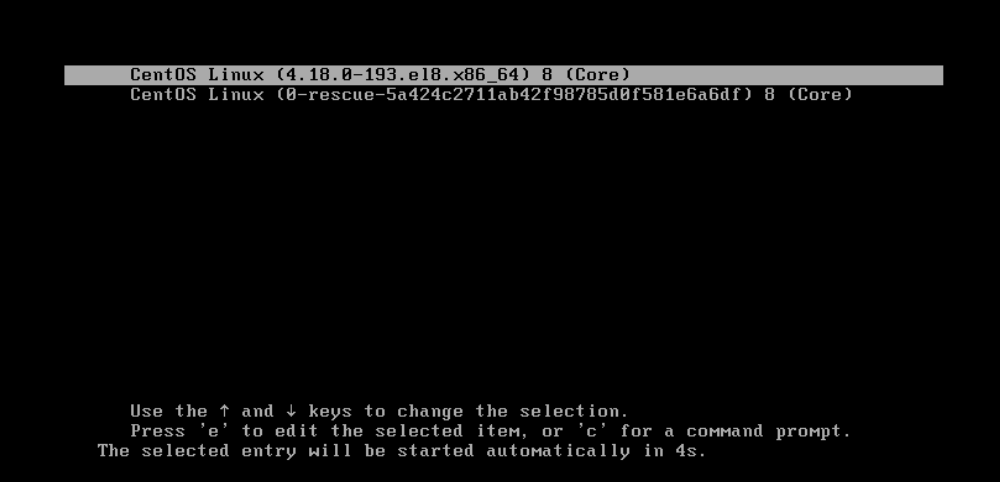 CentOS Linux (4.18.0-193.el8.x86_64) 8 (Core)
CentOS Linux (0-rescue-5a424c2711ab42f98785d0f581e6a6df) 8 (Core)
Use the ↑ and ↓ keys to change the selection.
Press 'e' to edit the selected item, or 'c' for a command prompt.
The selected entry will be started automatically in 4s.